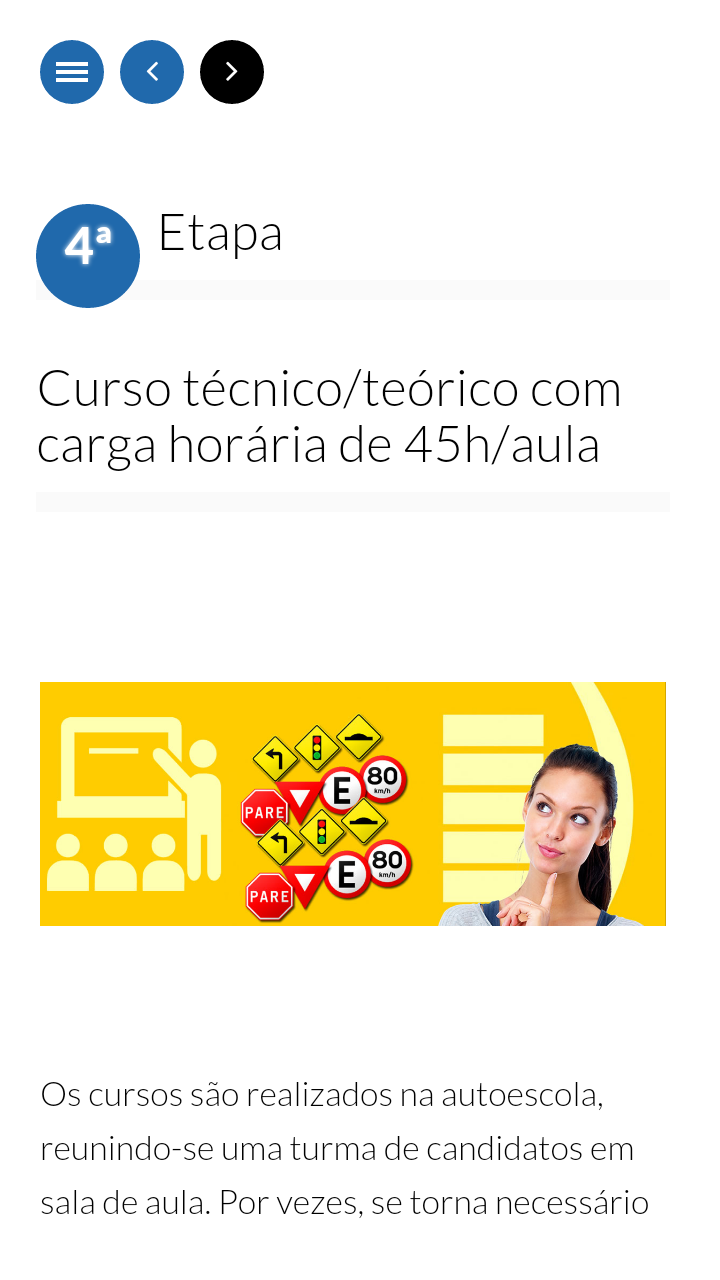 4ª
Etapa
Curso técnico/teórico com
carga horária de 45h/aula
80
km/h
E
PARE
80
km/h
E
PARE
Os cursos são realizados na autoescola,
reunindo-se uma turma de candidatos em
sala de aula. Por vezes, se torna necessário